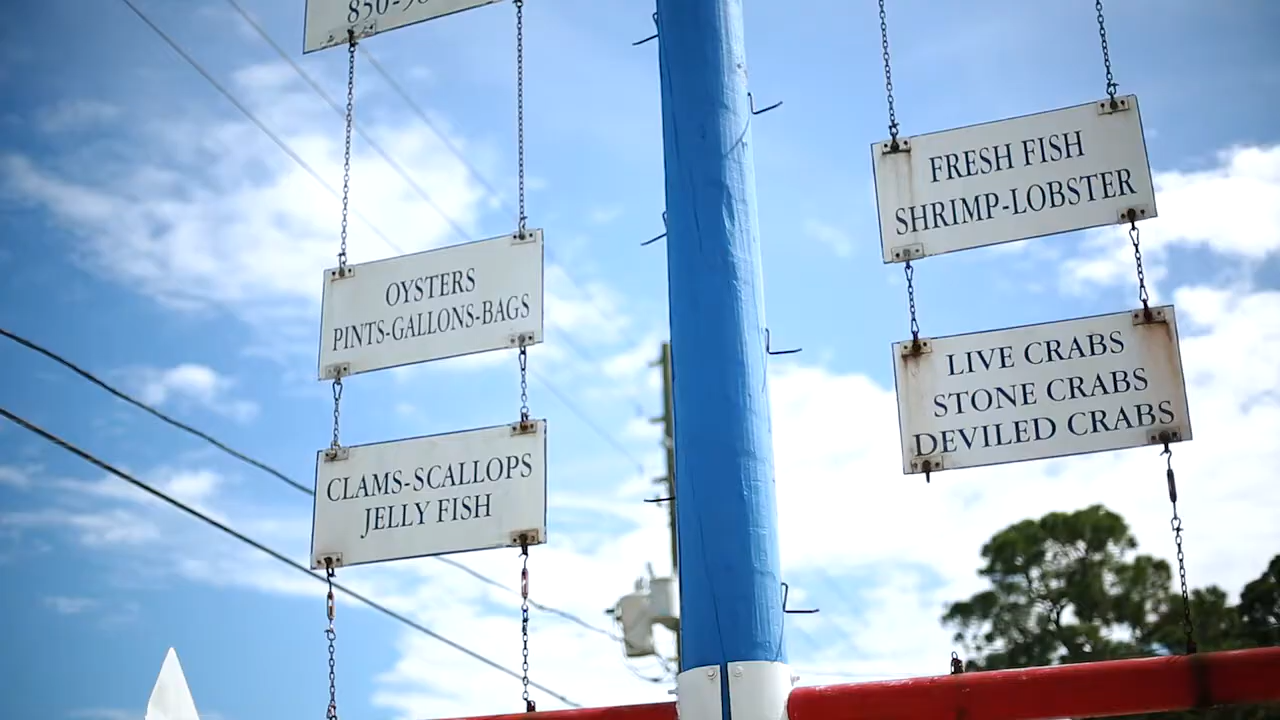 OYSTERS
PINTS-GALLONS-BAGS
CLAMS-SCALLOPS
JELLY FISH
FRESH FISH
SHRIMP-LOBSTER
LIVE CRABS
STONE CRABS
DEVILED CRABS